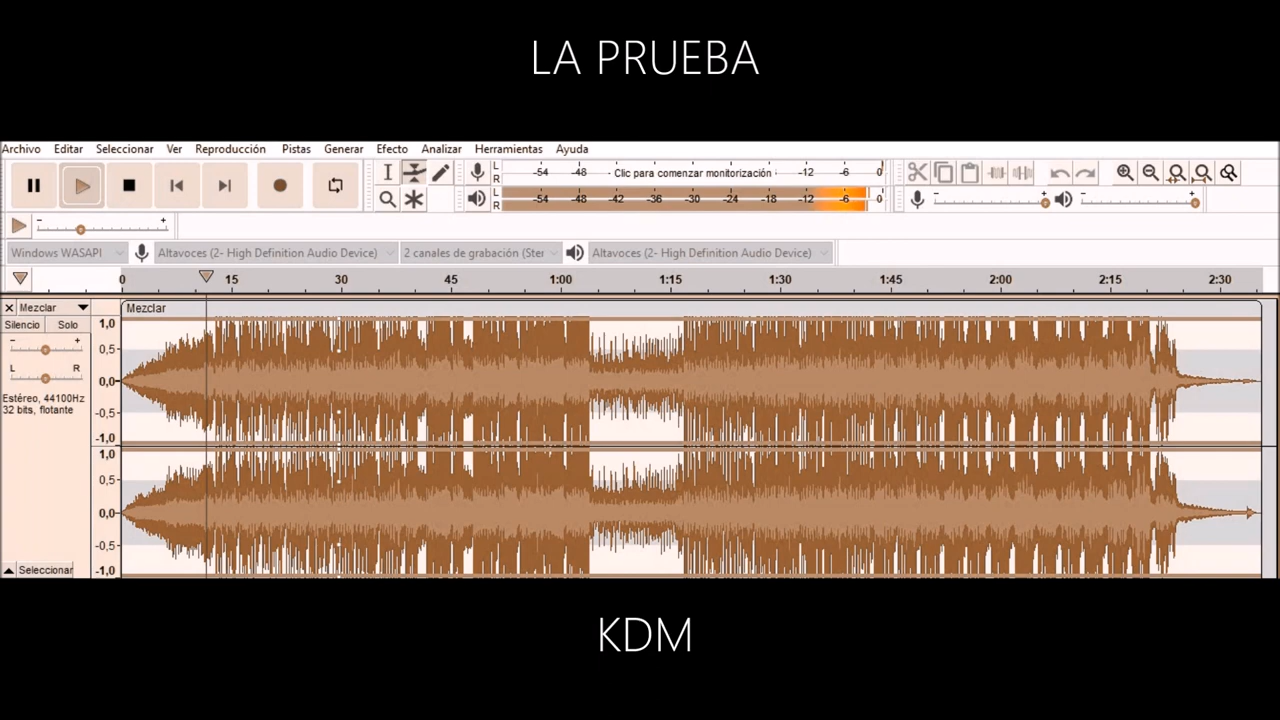 LA PRUEBA
Archivo Editar Seleccionar Ver Reproducción Pistas Generar Efecto Analizar Herramientas Ayuda
L R -54 -48 - Clic para comenzar monitorización -12 -6 0
L R -54 -48 -42 -36 -30 -24 -18 -12 -6 0
Windows WASAPI Altavoces (2- High Definition Audio Device) 2 canales de grabación (Ster Altavoces (2- High Definition Audio Device)
0 15 30 45 1:00 1:15 1:30 1:45 2:00 2:15 2:30
Mezclar Mezclar
Silencio Solo 1,0
- + 0,5
L R 0,0
Estéreo, 44100Hz
32 bits, flotante -0,5
-1,0
1,0
0,5
0,0
-0,5
Seleccionar -1,0
KDM